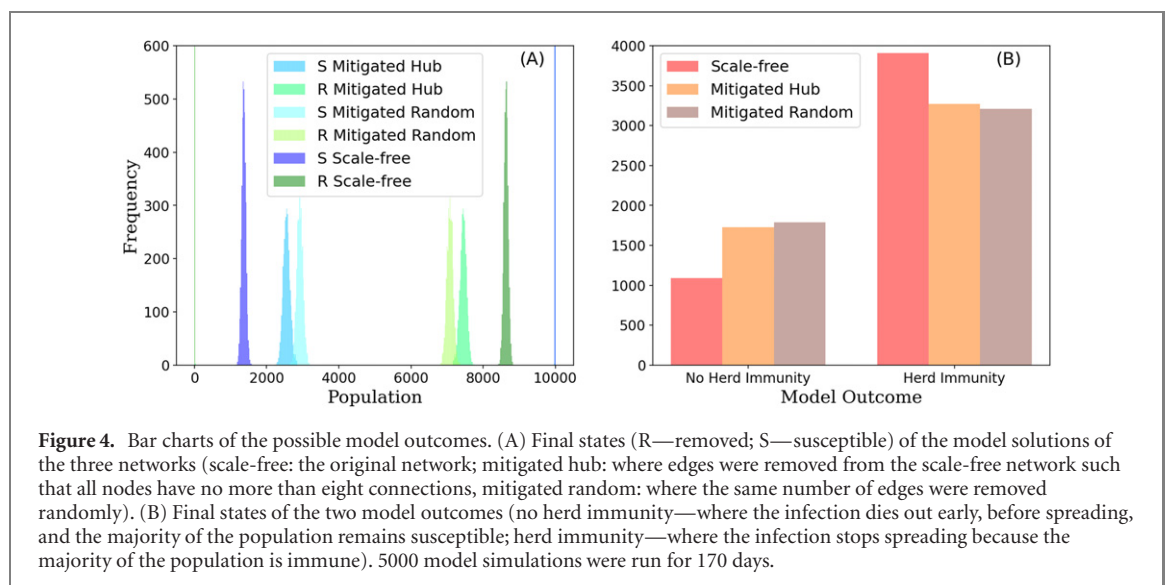 600
500
400
300
200
100
0
Frequency
(A)
S Mitigated Hub
R Mitigated Hub
S Mitigated Random
R Mitigated Random
S Scale-free
R Scale-free
0 2000 4000 6000 8000 10000
Population
4000
3500
3000
2500
2000
1500
1000
500
0
(B)
Scale-free
Mitigated Hub
Mitigated Random
No Herd Immunity Herd Immunity
Model Outcome
Figure 4. Bar charts of the possible model outcomes. (A) Final states (R—removed; S—susceptible) of the model solutions of
the three networks (scale-free: the original network; mitigated hub: where edges were removed from the scale-free network such
that all nodes have no more than eight connections, mitigated random: where the same number of edges were removed
randomly). (B) Final states of the two model outcomes (no herd immunity—where the infection dies out early, before spreading,
and the majority of the population remains susceptible; herd immunity—where the infection stops spreading because the
majority of the population is immune). 5000 model simulations were run for 170 days.